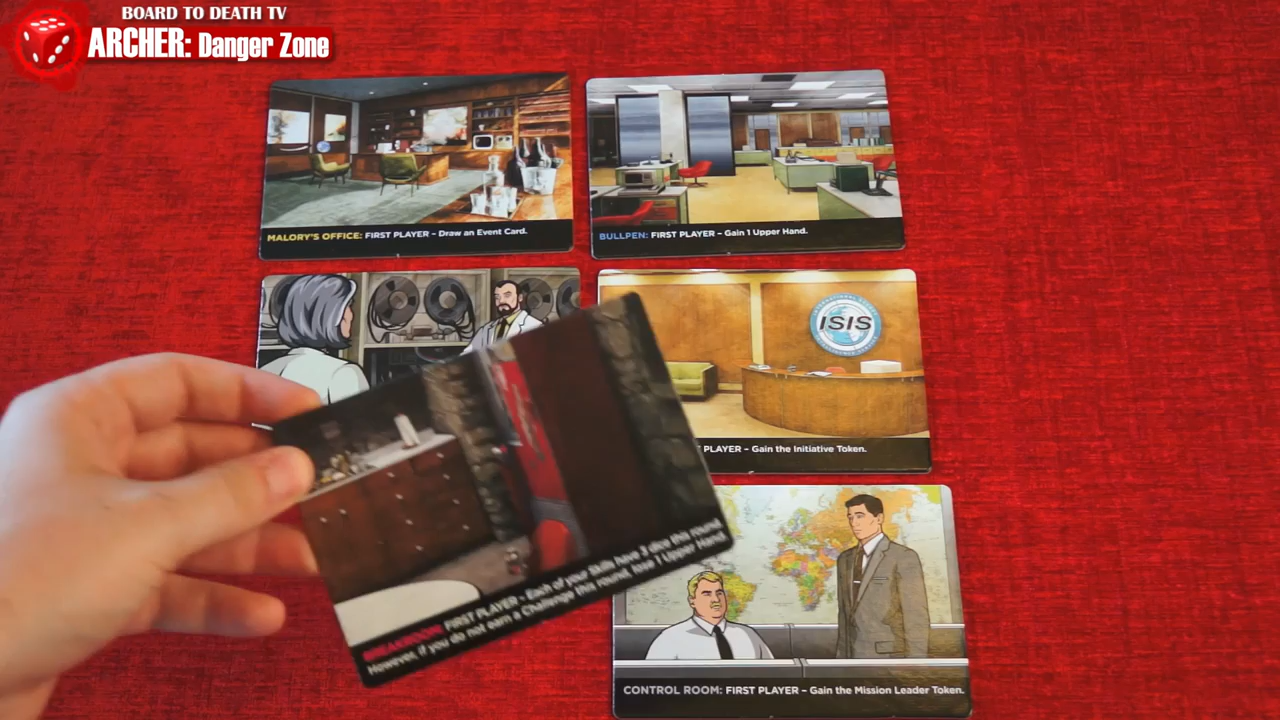 BOARD TO DEATH TV
ARCHER: Danger Zone
MALORY'S OFFICE: FIRST PLAYER – Draw an Event Card.
BULLPEN: FIRST PLAYER – Gain 1 Upper Hand.
ISIS
PLAYER – Gain the Initiative Token.
BREAKROOM: FIRST PLAYER – Each of your Skills have 3 dice this round.
However, if you do not earn a Challenge this round, lose 1 Upper Hand.
CONTROL ROOM: FIRST PLAYER – Gain the Mission Leader Token.